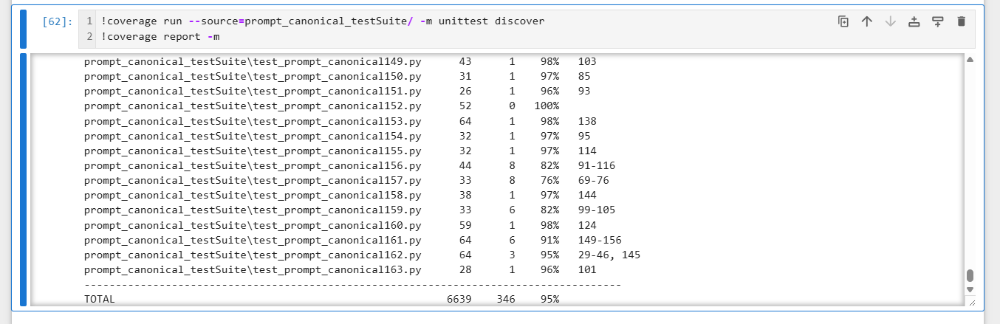 [62]: 1 !coverage run --source=prompt_canonical_testSuite/ -m unittest discover
2 !coverage report -m
prompt_canonical_testSuite\test_prompt_canonical149.py 43 1 98% 103
prompt_canonical_testSuite\test_prompt_canonical150.py 31 1 97% 85
prompt_canonical_testSuite\test_prompt_canonical151.py 26 1 96% 93
prompt_canonical_testSuite\test_prompt_canonical152.py 52 0 100%
prompt_canonical_testSuite\test_prompt_canonical153.py 64 1 98% 138
prompt_canonical_testSuite\test_prompt_canonical154.py 32 1 97% 95
prompt_canonical_testSuite\test_prompt_canonical155.py 32 1 97% 114
prompt_canonical_testSuite\test_prompt_canonical156.py 44 8 82% 91-116
prompt_canonical_testSuite\test_prompt_canonical157.py 33 8 76% 69-76
prompt_canonical_testSuite\test_prompt_canonical158.py 38 1 97% 144
prompt_canonical_testSuite\test_prompt_canonical159.py 33 6 82% 99-105
prompt_canonical_testSuite\test_prompt_canonical160.py 59 1 98% 124
prompt_canonical_testSuite\test_prompt_canonical161.py 64 6 91% 149-156
prompt_canonical_testSuite\test_prompt_canonical162.py 64 3 95% 29-46, 145
prompt_canonical_testSuite\test_prompt_canonical163.py 28 1 96% 101
--------------------------------------------------------------------------------------
TOTAL 6639 346 95%